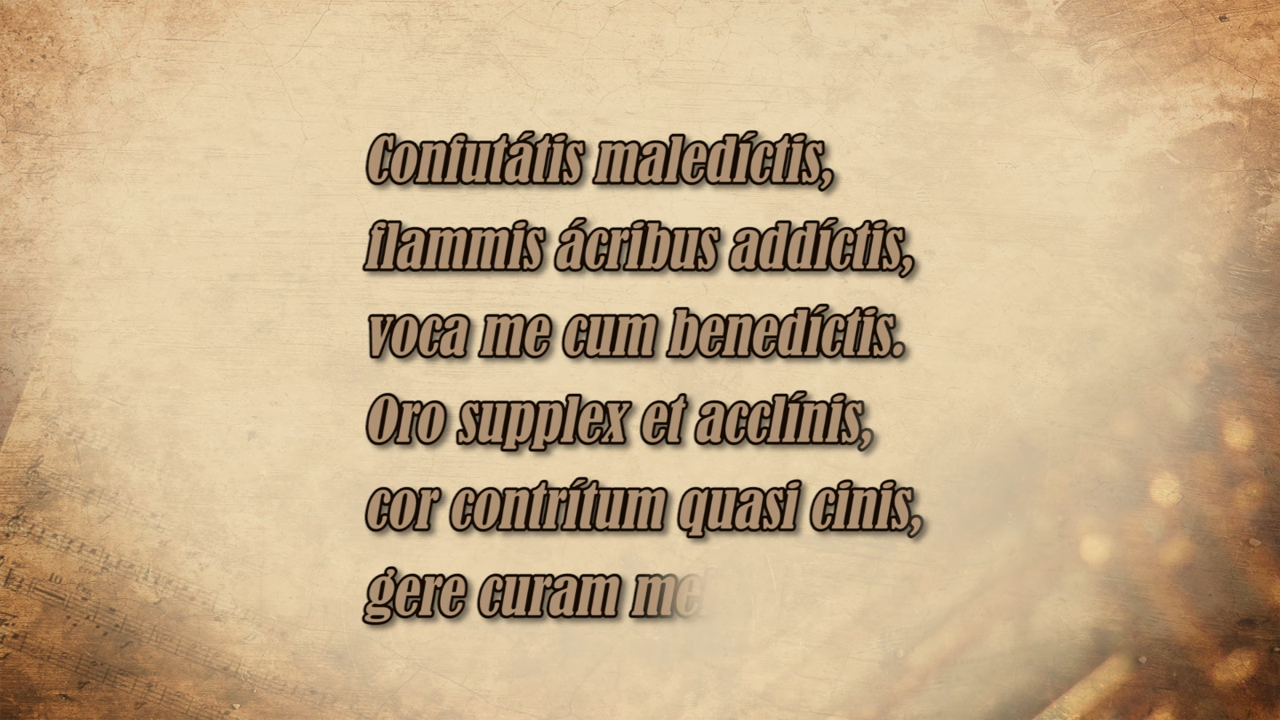 Confutátis maledíctis,
flammis ácribus addíctis,
voca me cum benedíctis.
Oro supplex et acclínis,
cor contrítum quasi cinis,
gere curam